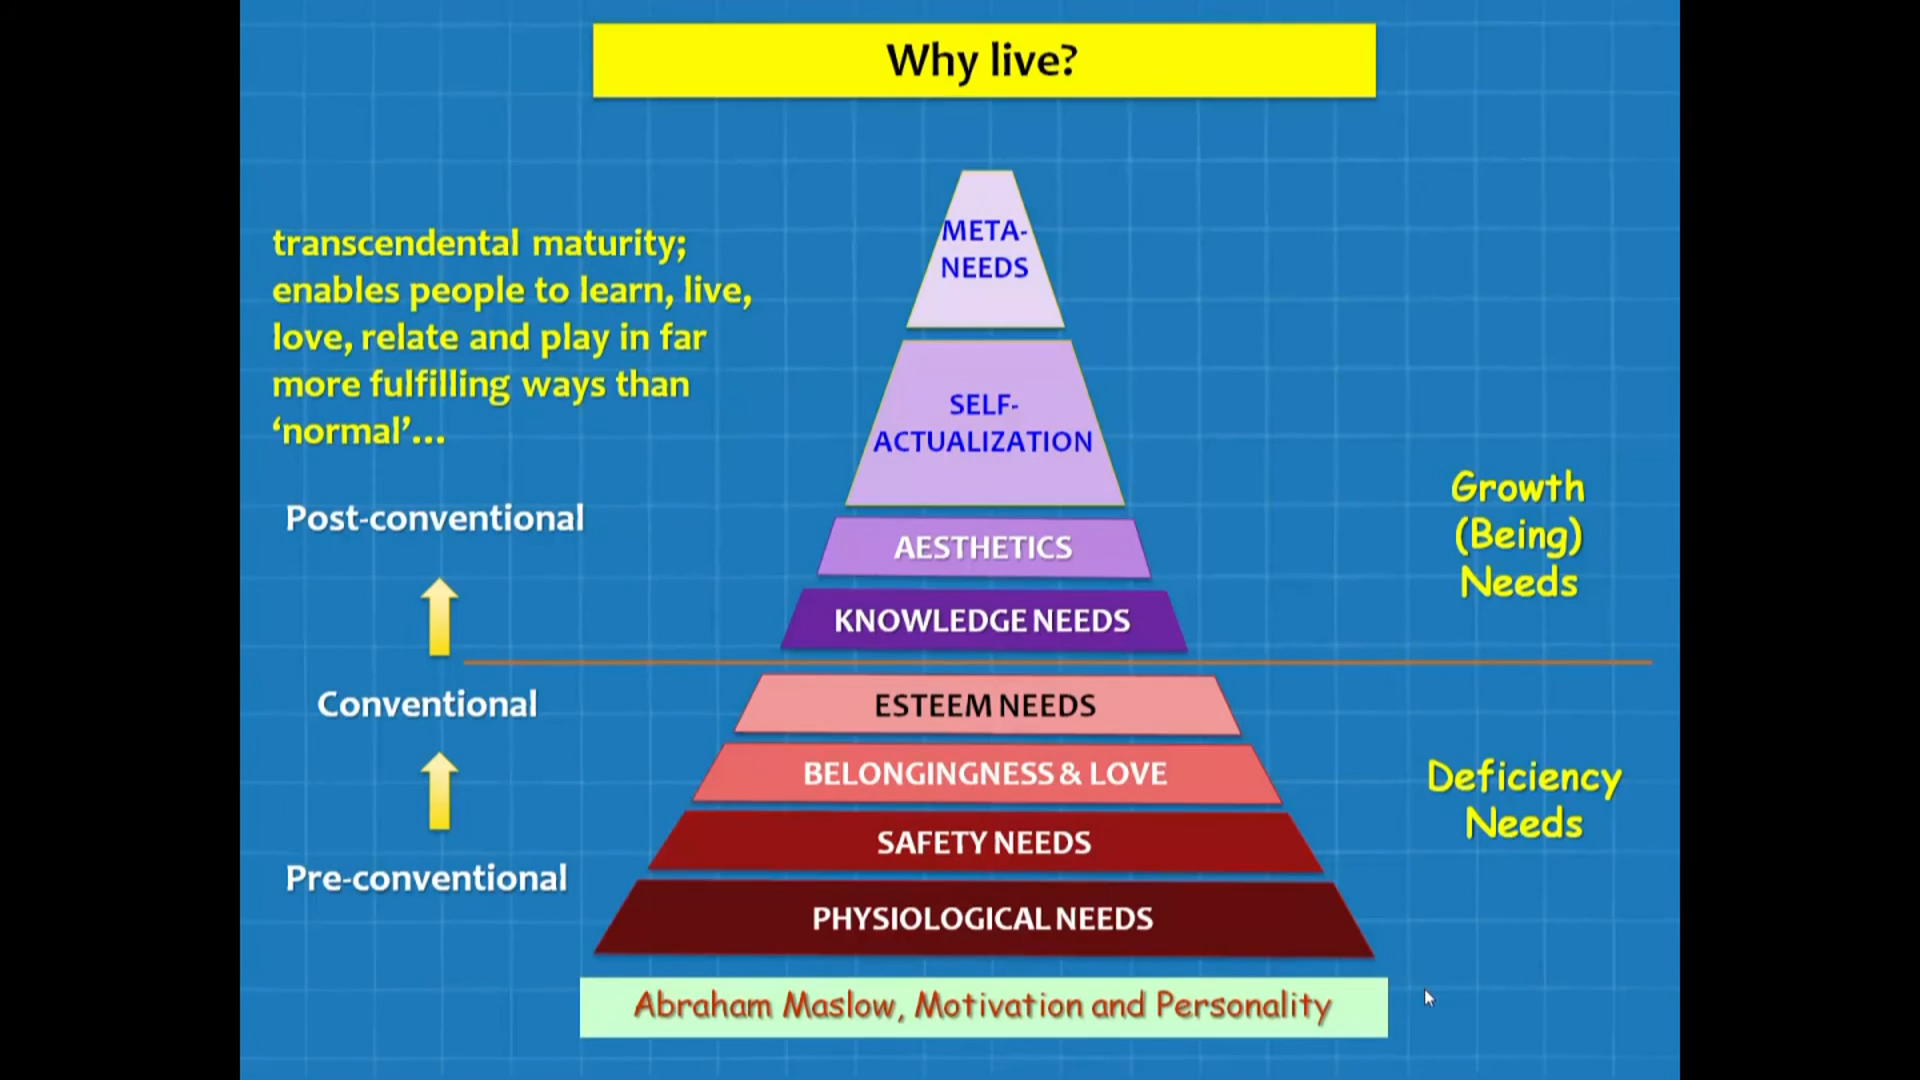 Why live?
META-
NEEDS
transcendental maturity;
enables people to learn, live,
love, relate and play in far
more fulfilling ways than
‘normal’...
SELF-
ACTUALIZATION
Growth
(Being)
Needs
Post-conventional
AESTHETICS
KNOWLEDGE NEEDS
Conventional
ESTEEM NEEDS
BELONGINGNESS & LOVE
Deficiency
Needs
SAFETY NEEDS
Pre-conventional
PHYSIOLOGICAL NEEDS
Abraham Maslow, Motivation and Personality